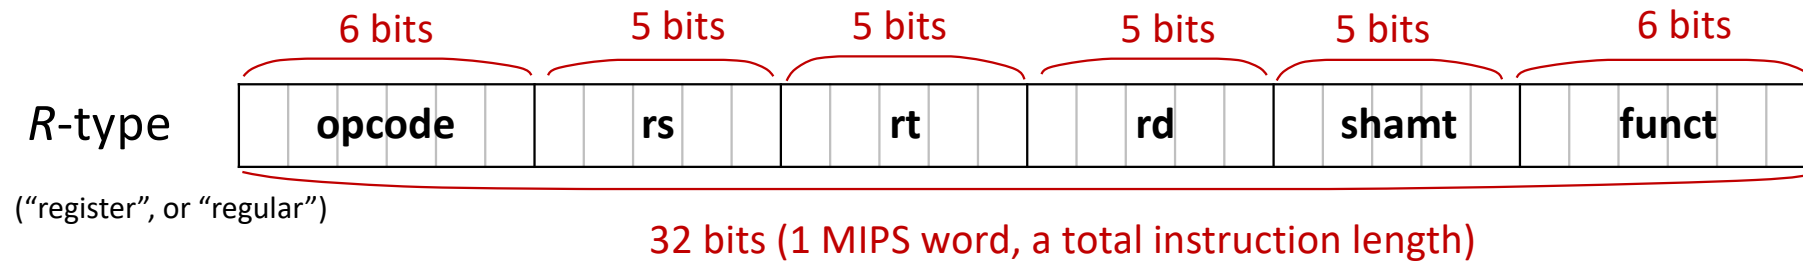 6 bits 5 bits 5 bits 5 bits 5 bits 6 bits
R-type opcode rs rt rd shamt funct
(“register”, or “regular”)
32 bits (1 MIPS word, a total instruction length)